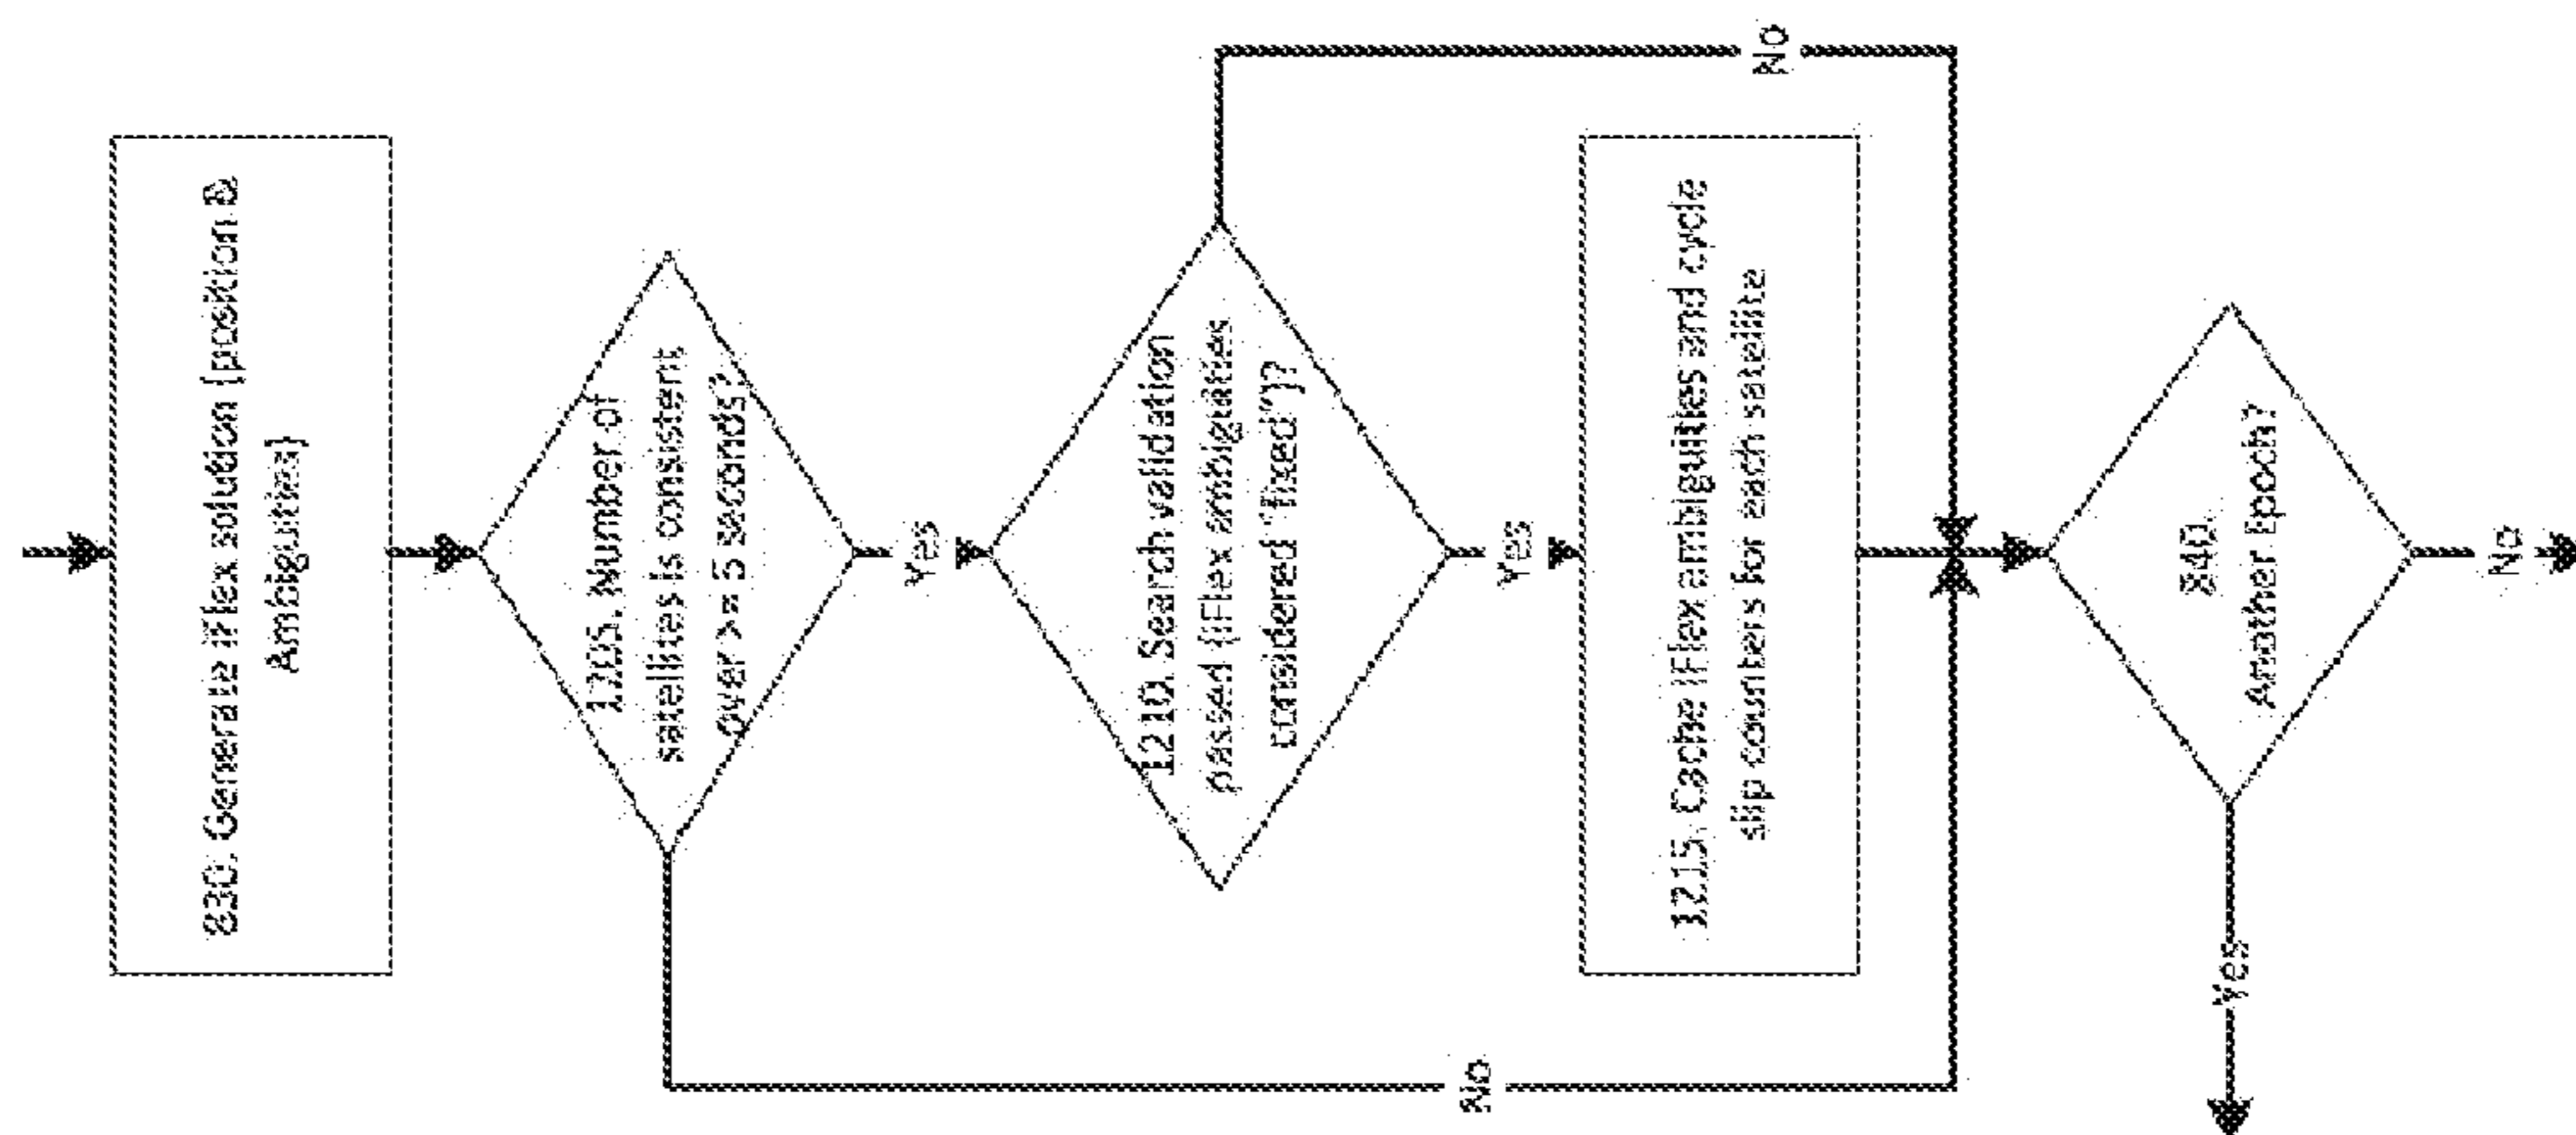 830. Generate iFlex solution (position &
Ambiguities)
1205. Number of
satellites is consistent
over >= 5 seconds?
Yes
No
1210. Search validation
passed (iFlex ambiguities
considered "fixed")?
Yes
No
1215. Cache iFlex ambiguities and cycle
slip counters for each satellite
840.
Another Epoch?
Yes
No